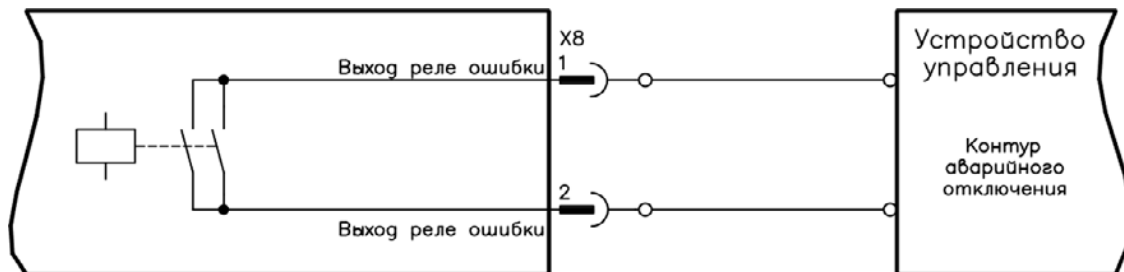 X8
Выход реле ошибки
1
Устройство
управления
Контур
аварийного
отключения
2
Выход реле ошибки